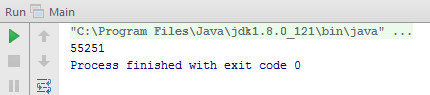 Run Main
"C:\Program Files\Java\jdk1.8.0_121\bin\java" ...
55251
Process finished with exit code 0